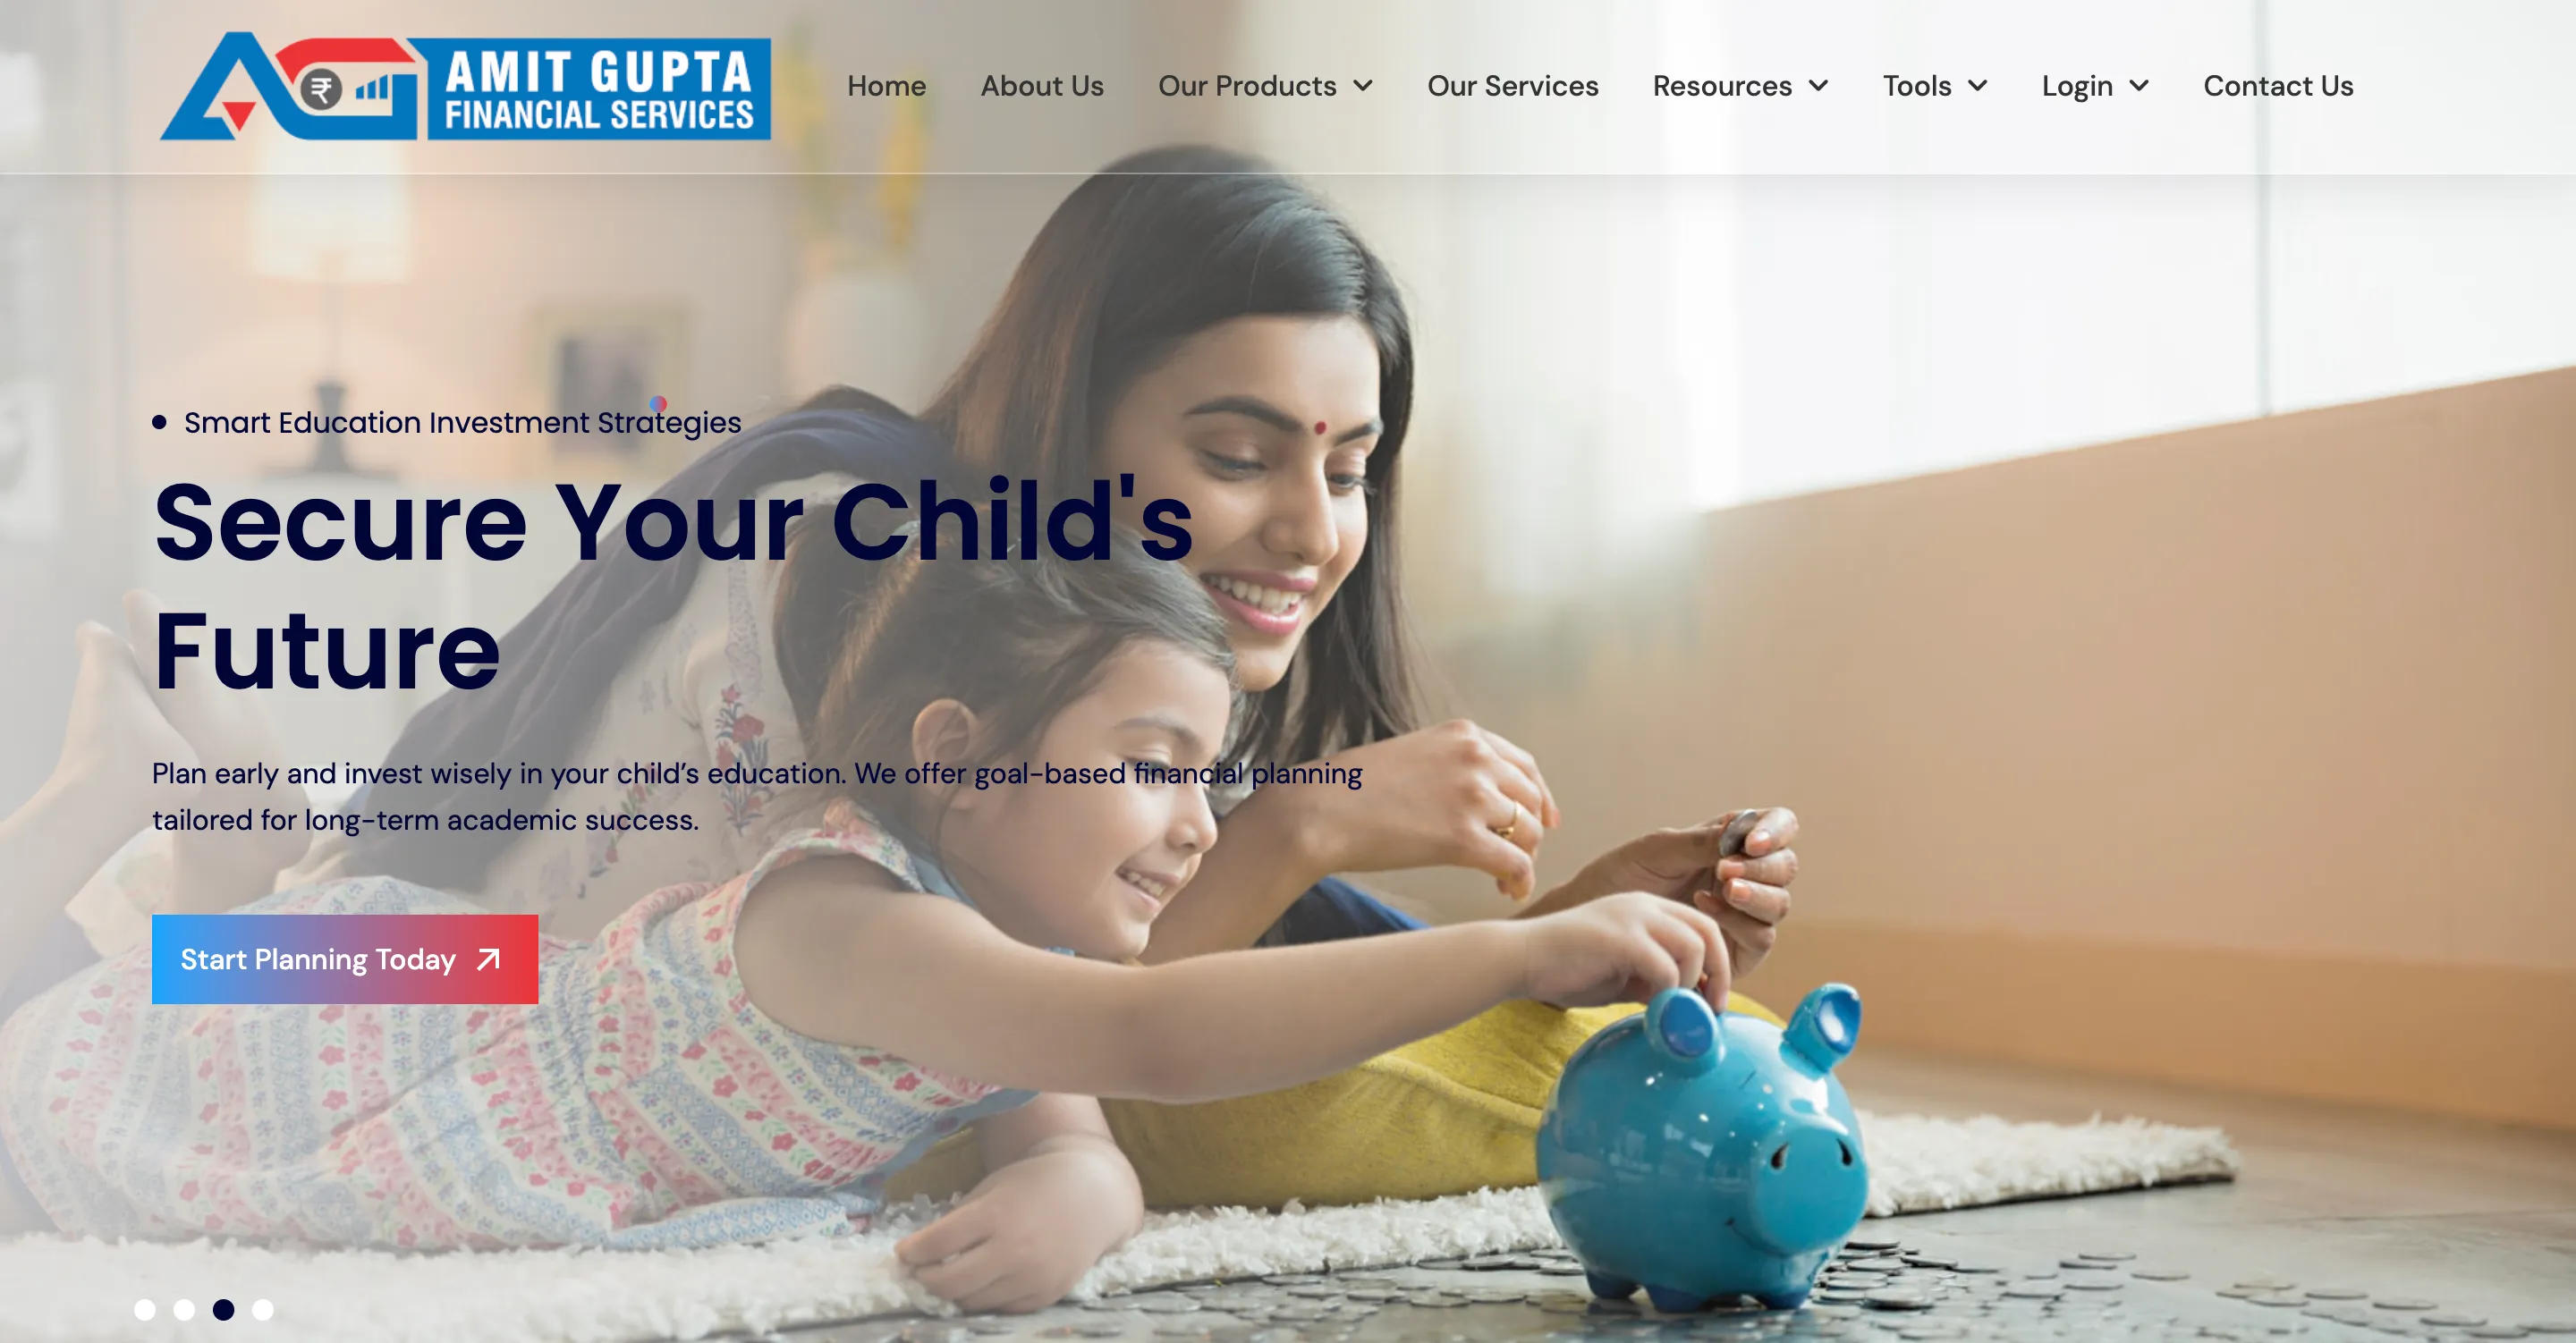 AMIT GUPTA
FINANCIAL SERVICES
Home About Us Our Products Our Services Resources Tools Login Contact Us
Smart Education Investment Strategies
Secure Your Child's
Future
Plan early and invest wisely in your child’s education. We offer goal-based financial planning
tailored for long-term academic success.
Start Planning Today